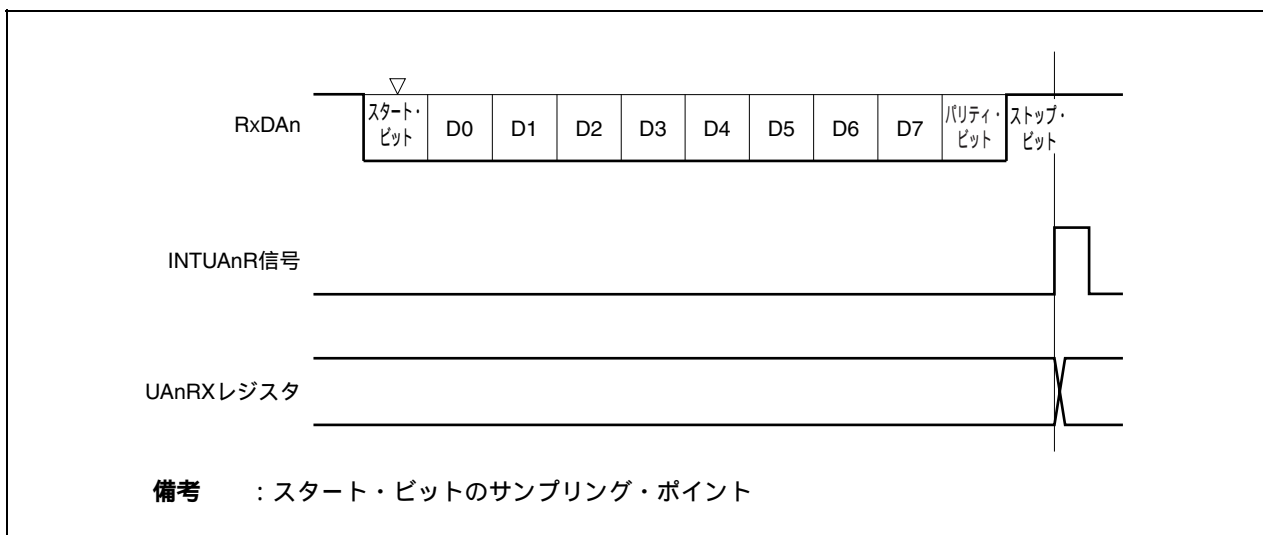 RxDAn
スタート・
ビット
D0 D1 D2 D3 D4 D5 D6 D7
パリティ・
ビット
ストップ・
ビット
INTUAnR信号
UAnRXレジスタ
備考 ：スタート・ビットのサンプリング・ポイント